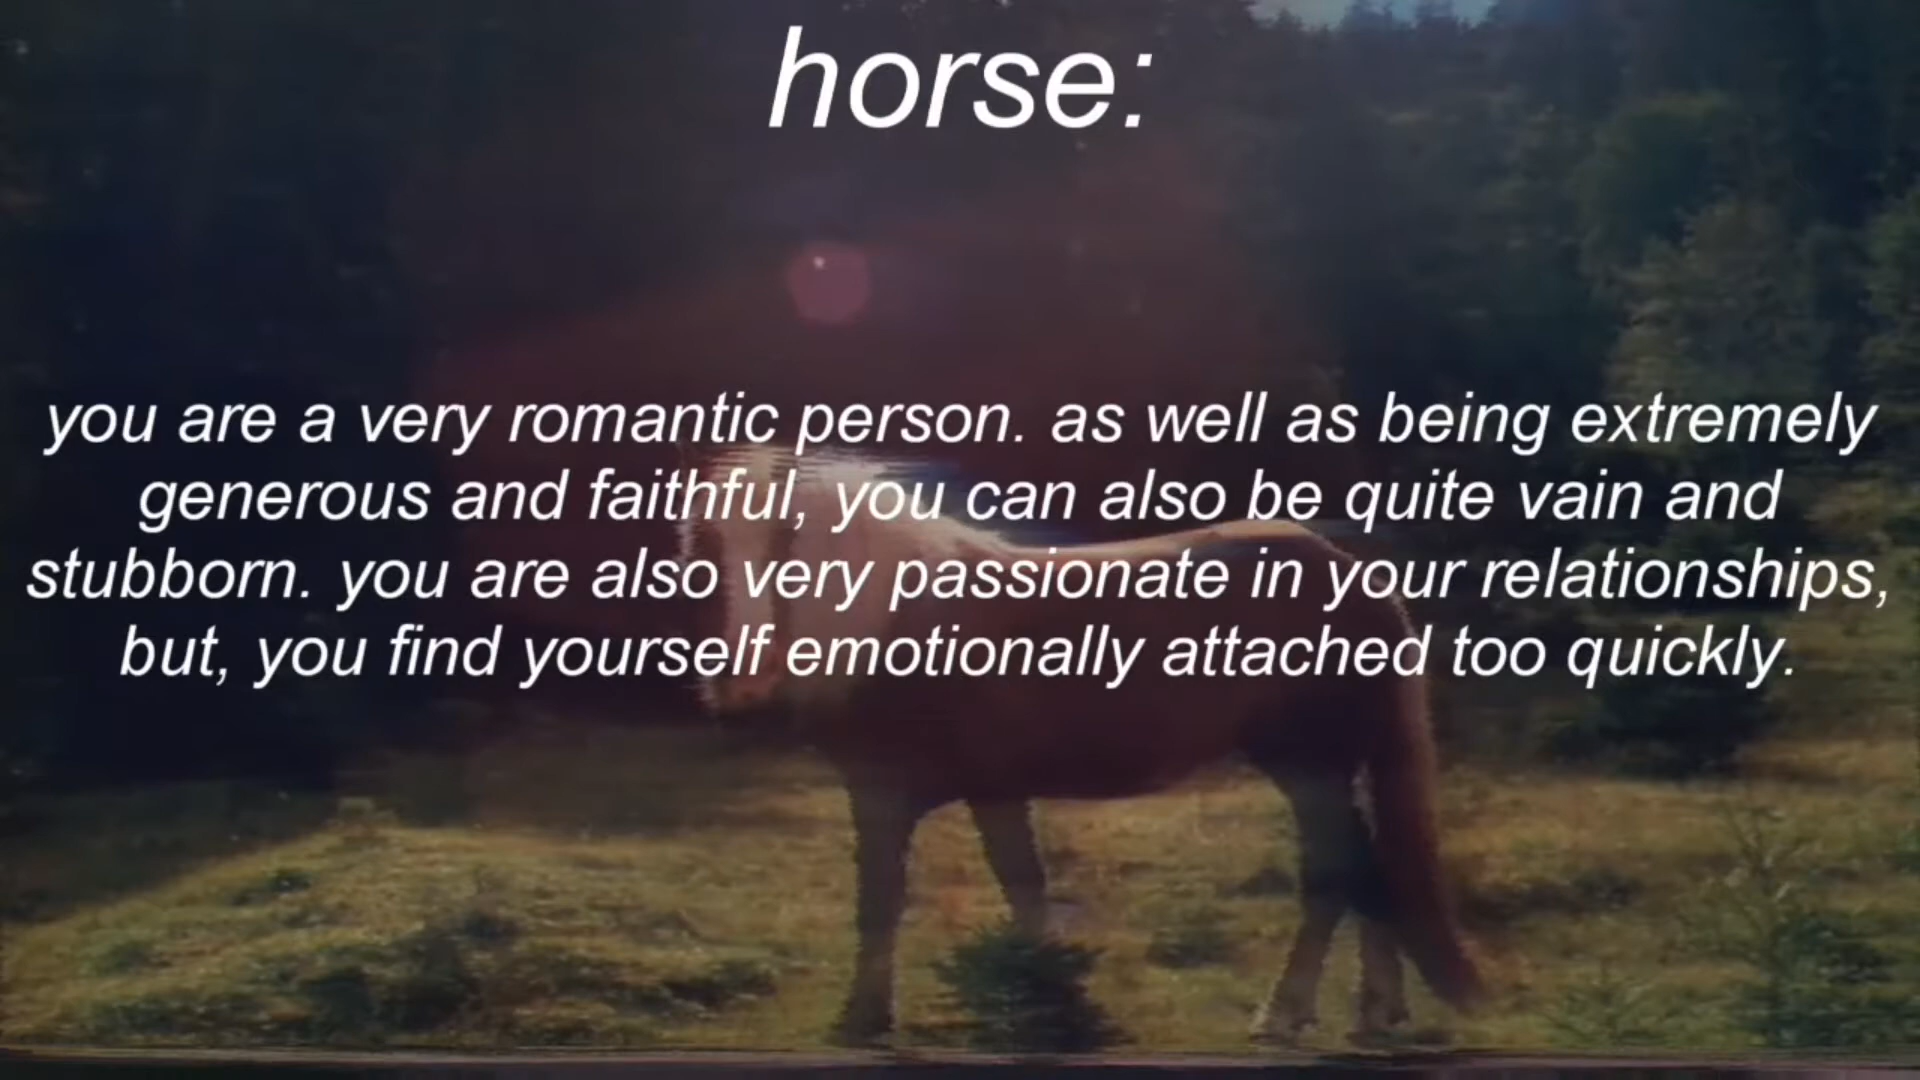 horse:
you are a very romantic person. as well as being extremely
generous and faithful, you can also be quite vain and
stubborn. you are also very passionate in your relationships,
but, you find yourself emotionally attached too quickly.